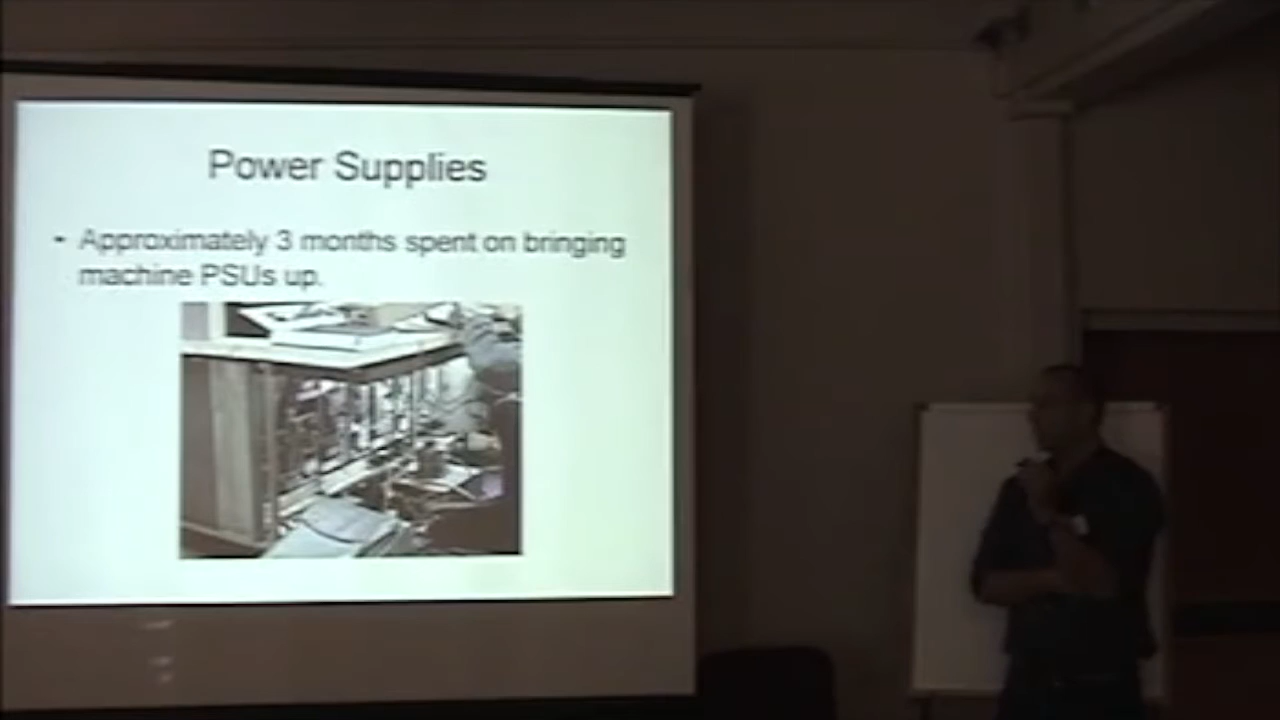 Power Supplies
- Approximately 3 months spent on bringing
machine PSUs up.